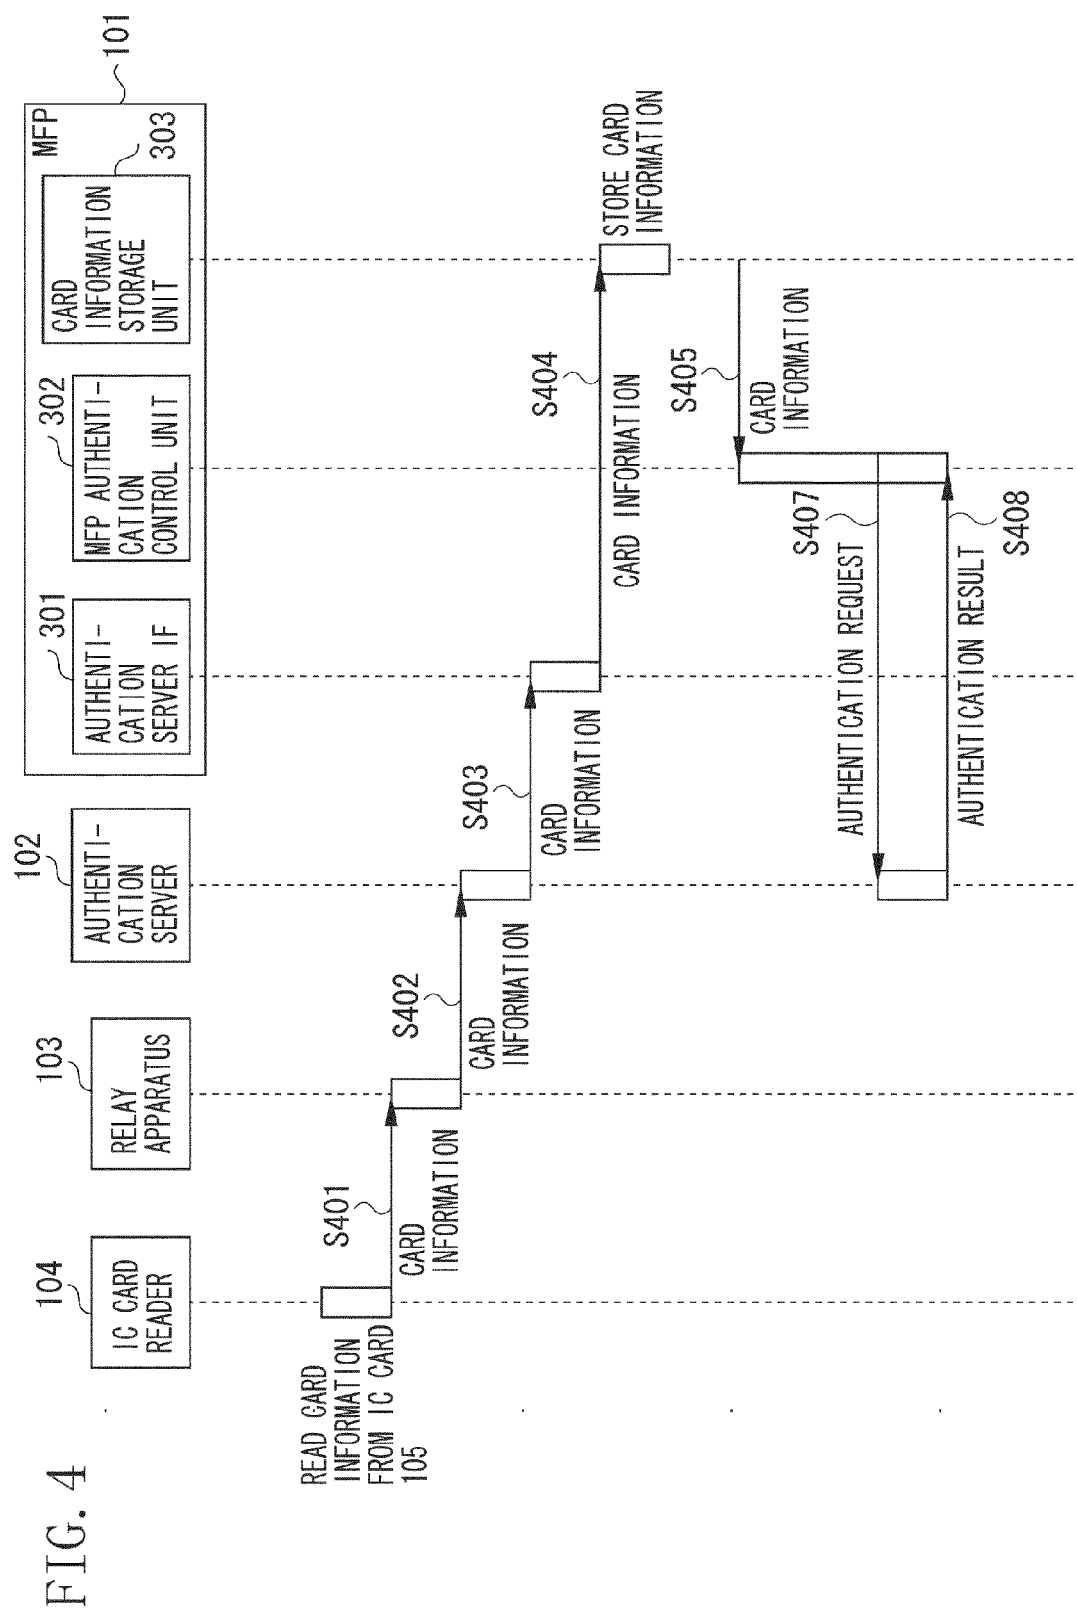 FIG. 4
104
IC CARD
READER
103
RELAY
APPARATUS
102
AUTHENTI-
CATION
SERVER
MFP
101
301
AUTHENTI-
CATION
SERVER IF
302
MFP AUTHENTI-
CATION
CONTROL UNIT
303
CARD
INFORMATION
STORAGE
UNIT
READ CARD
INFORMATION
FROM IC CARD
105
S401
CARD
INFORMATION
S402
CARD
INFORMATION
S403
CARD
INFORMATION
S404
CARD INFORMATION
STORE CARD
INFORMATION
S405
CARD
INFORMATION
S407
AUTHENTICATION REQUEST
AUTHENTICATION RESULT
S408